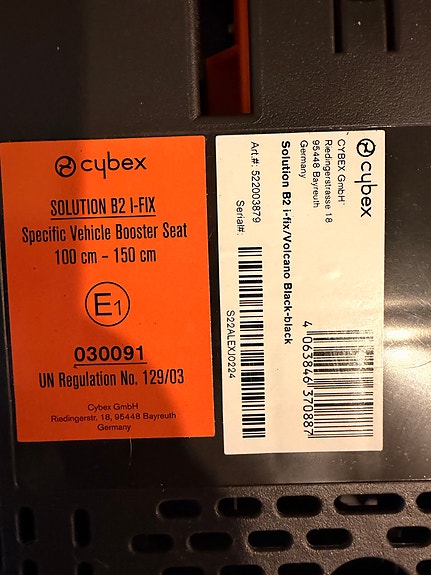 cybex
SOLUTION B2 i-FIX
Specific Vehicle Booster Seat
100 cm - 150 cm
E1
030091
UN Regulation No. 129/03
Cybex GmbH
Riedingerstr. 18, 95448 Bayreuth
Germany
cybex
CYBEX GmbH
Riedingerstrasse 18
95448 Bayreuth
Germany
Solution B2 i-fix/Volcano Black-black
Art.#: 522003879
Serial#:
S22ALEXJ0224
4 063846 370887